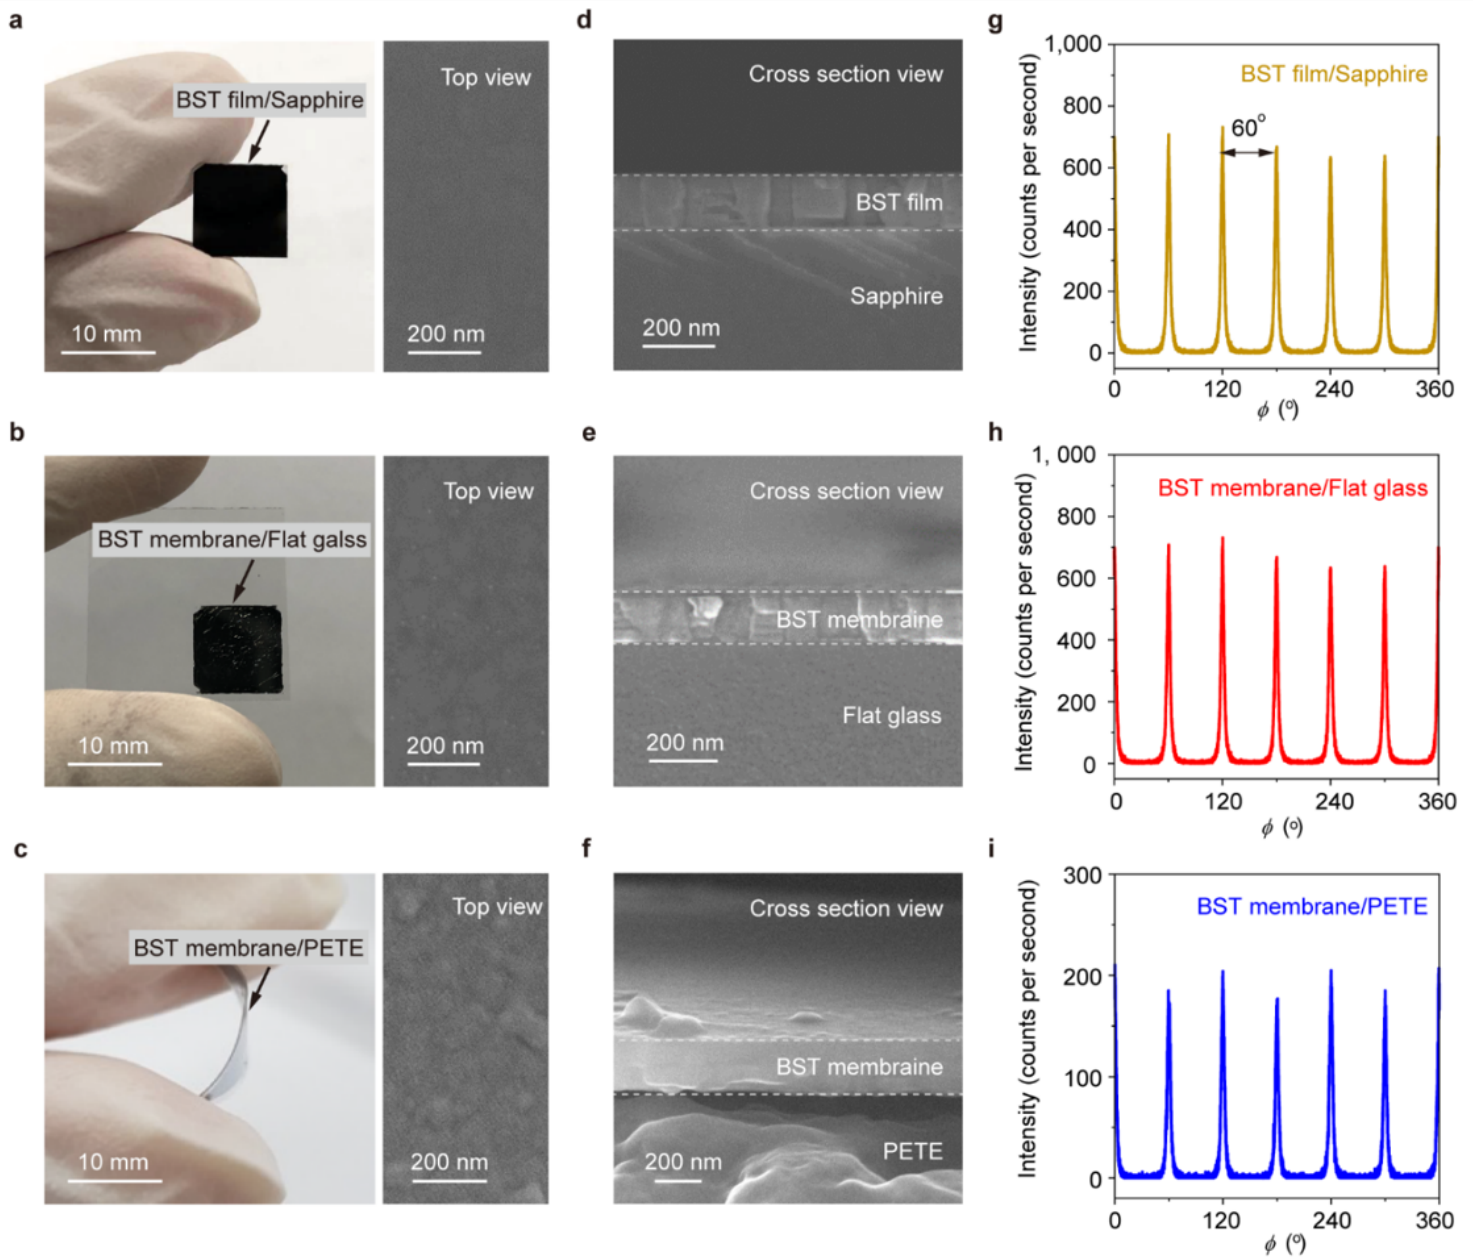 a
BST film/Sapphire
10 mm
Top view
200 nm
d
Cross section view
BST film
Sapphire
200 nm
g
BST film/Sapphire
60°
Intensity (counts per second)
1,000
800
600
400
200
0
0 120 240 360
ϕ (°)
b
BST membrane/Flat galss
10 mm
Top view
200 nm
e
Cross section view
BST membraine
Flat glass
200 nm
h
BST membrane/Flat glass
Intensity (counts per second)
1, 000
800
600
400
200
0
0 120 240 360
ϕ (°)
c
BST membrane/PETE
10 mm
Top view
200 nm
f
Cross section view
BST membraine
PETE
200 nm
i
BST membrane/PETE
Intensity (counts per second)
300
200
100
0
0 120 240 360
ϕ (°)